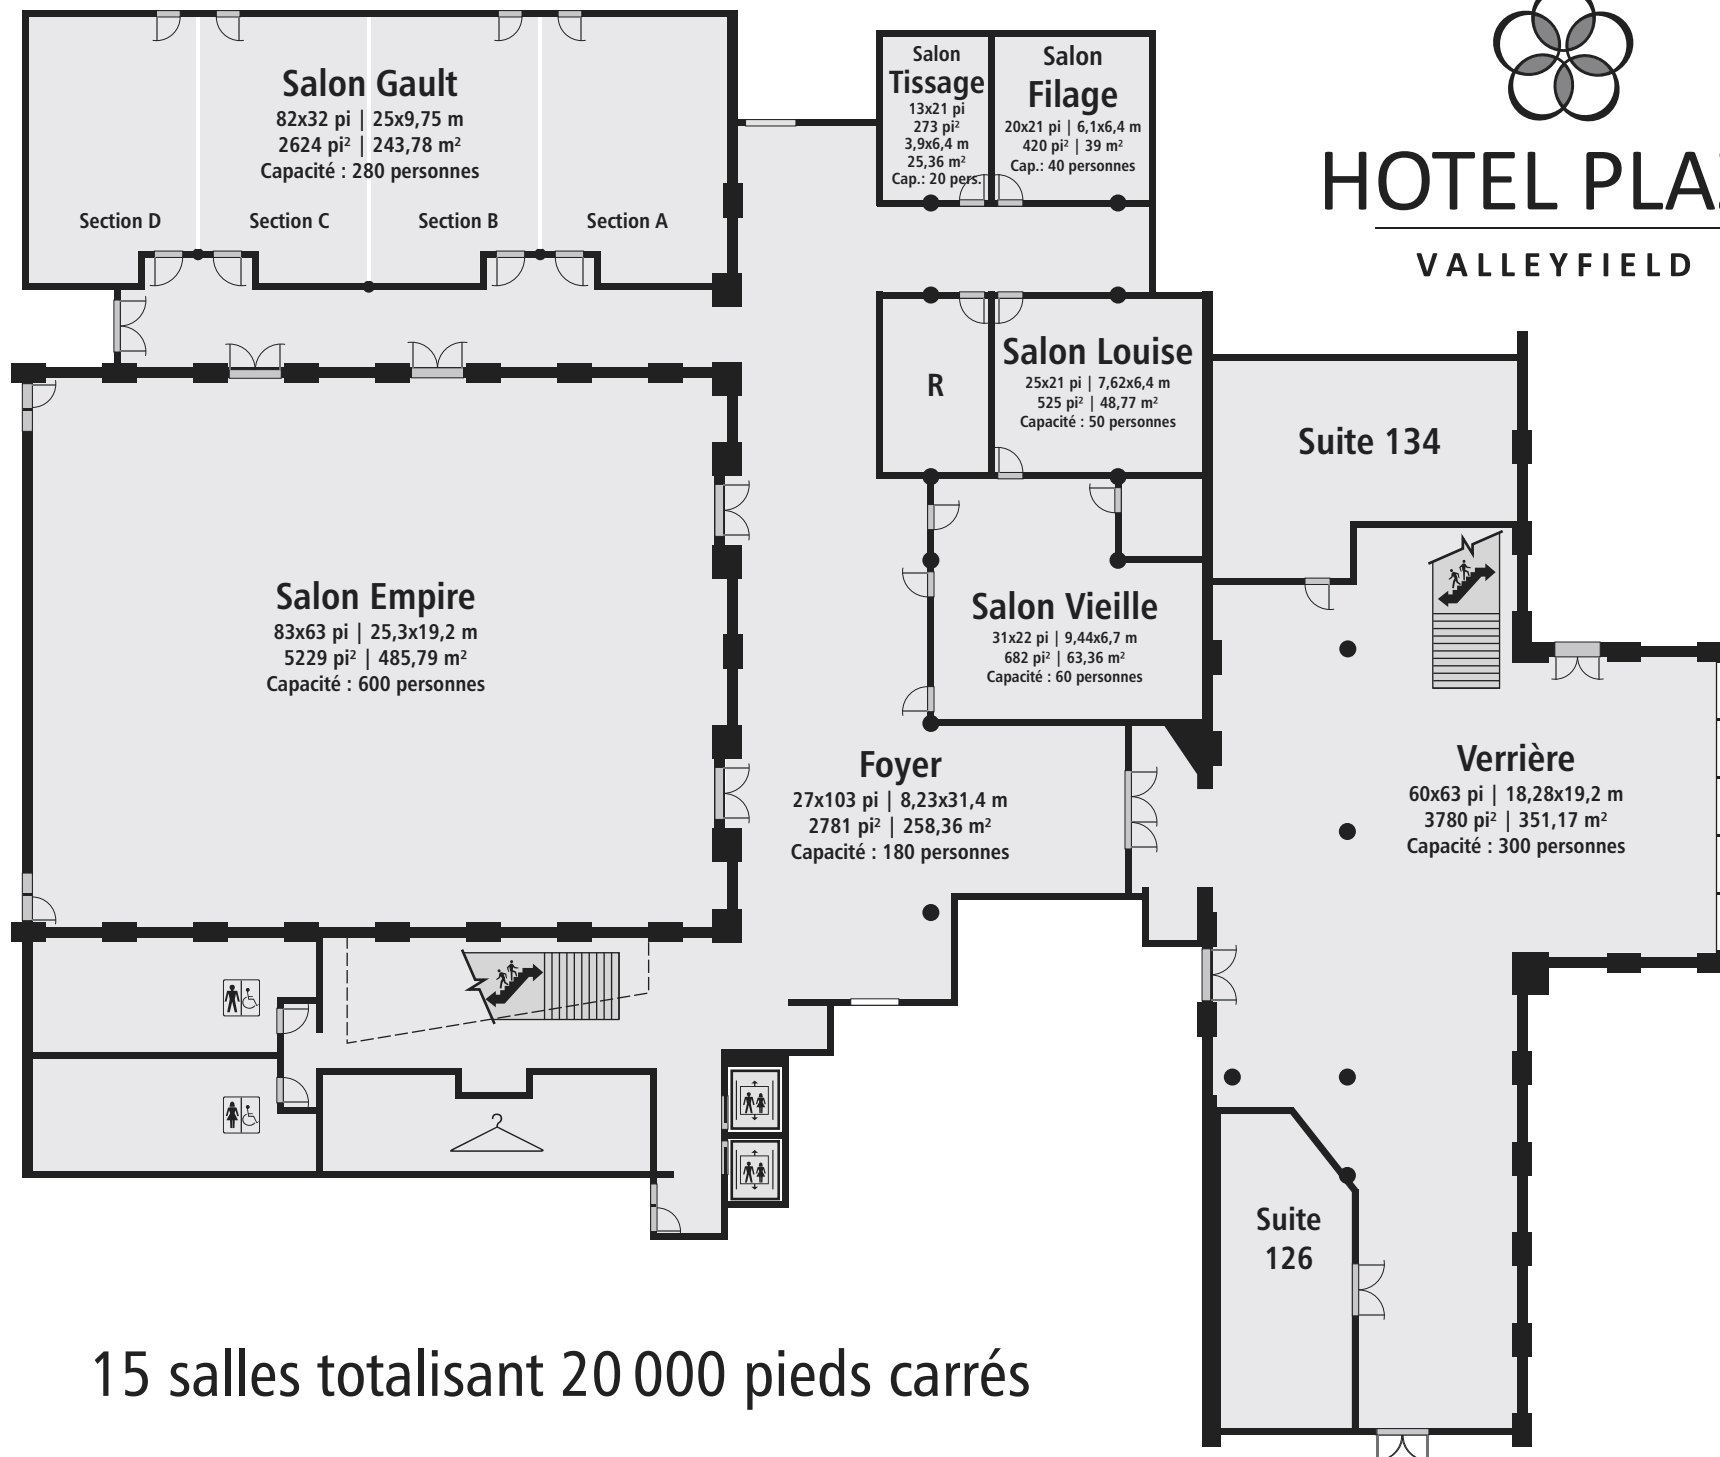 Salon Gault
82x32 pi | 25x9,75 m
2624 pi² | 243,78 m²
Capacité : 280 personnes
Section D
Section C
Section B
Section A
Salon
Tissage
13x21 pi
273 pi²
3,9x6,4 m
25,36 m²
Cap.: 20 pers.
Salon
Filage
20x21 pi | 6,1x6,4 m
420 pi² | 39 m²
Cap.: 40 personnes
HOTEL PLAZ
VALLEYFIELD
R
Salon Louise
25x21 pi | 7,62x6,4 m
525 pi² | 48,77 m²
Capacité : 50 personnes
Suite 134
Salon Empire
83x63 pi | 25,3x19,2 m
5229 pi² | 485,79 m²
Capacité : 600 personnes
Salon Vieille
31x22 pi | 9,44x6,7 m
682 pi² | 63,36 m²
Capacité : 60 personnes
Foyer
27x103 pi | 8,23x31,4 m
2781 pi² | 258,36 m²
Capacité : 180 personnes
Verrière
60x63 pi | 18,28x19,2 m
3780 pi² | 351,17 m²
Capacité : 300 personnes
Suite
126
15 salles totalisant 20 000 pieds carrés